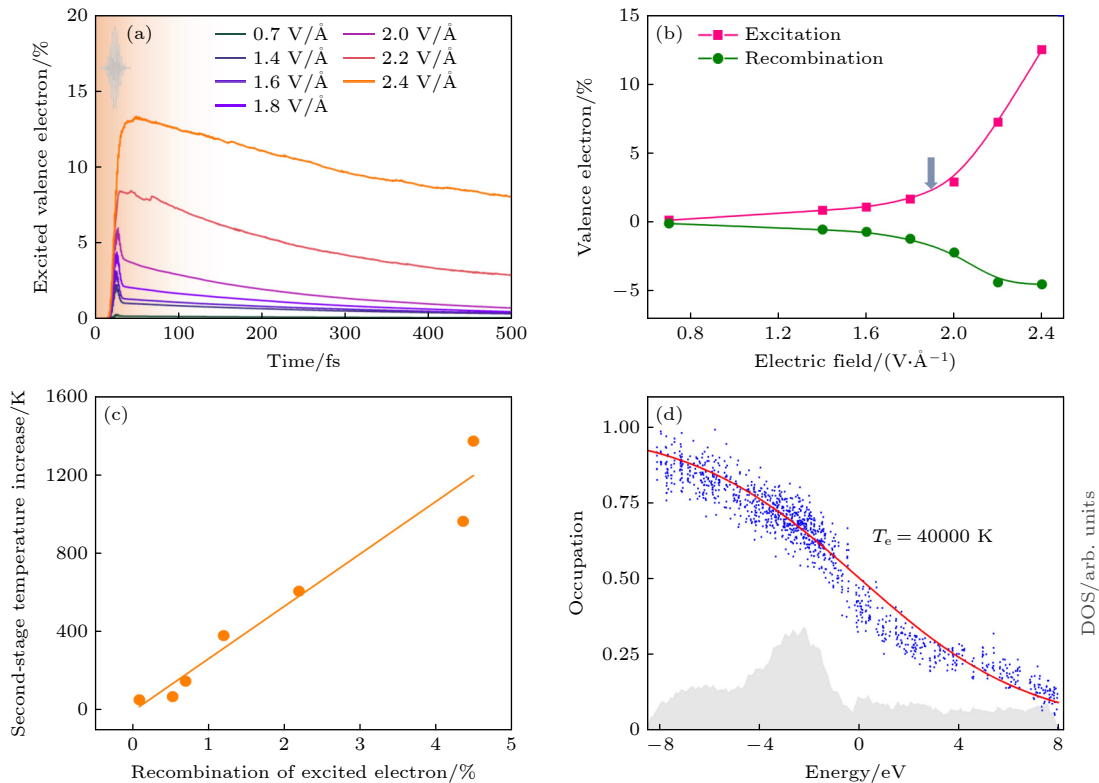 (a)
0.7 V/Å
1.4 V/Å
1.6 V/Å
1.8 V/Å
2.0 V/Å
2.2 V/Å
2.4 V/Å
Excited valence electron/%
20
15
10
5
0
0 100 200 300 400 500
Time/fs
(b)
Excitation
Recombination
Valence electron/%
15
10
5
0
−5
0.8 1.2 1.6 2.0 2.4
Electric field/(V·Å⁻¹)
(c)
Second-stage temperature increase/K
1600
1200
800
400
0
0 1 2 3 4 5
Recombination of excited electron/%
(d)
Occupation
1.00
0.75
0.50
0.25
0
Tₑ = 40000 K
DOS/arb. units
−8 −4 0 4 8
Energy/eV